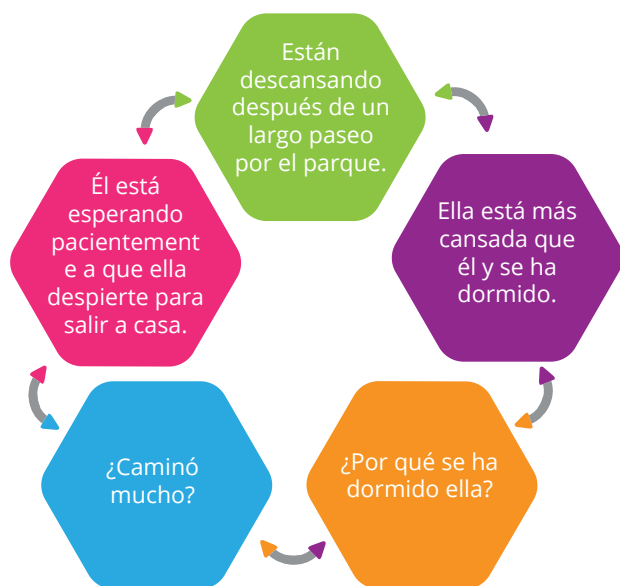 Están
descansando
después de un
largo paseo
por el parque.
Ella está más
cansada que
él y se ha
dormido.
¿Por qué se ha
dormido ella?
¿Caminó
mucho?
Él está
esperando
pacientement
e a que ella
despierte para
salir a casa.